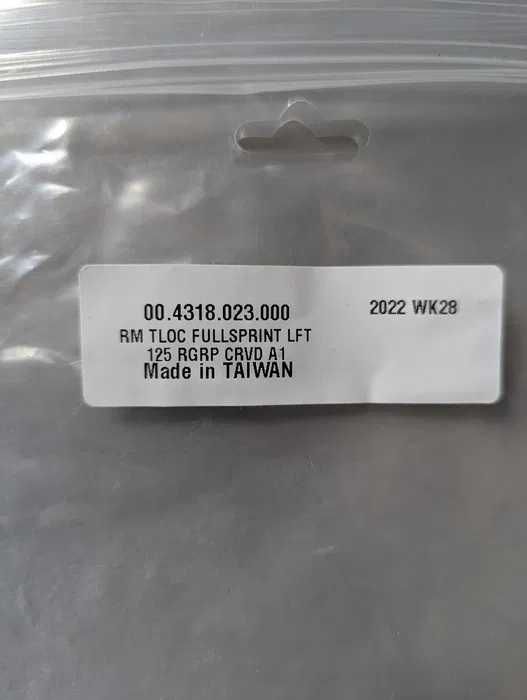 00.4318.023.000
2022 WK28
RM TLOC FULLSPRINT LFT
125 RGRP CRVD A1
Made in TAIWAN